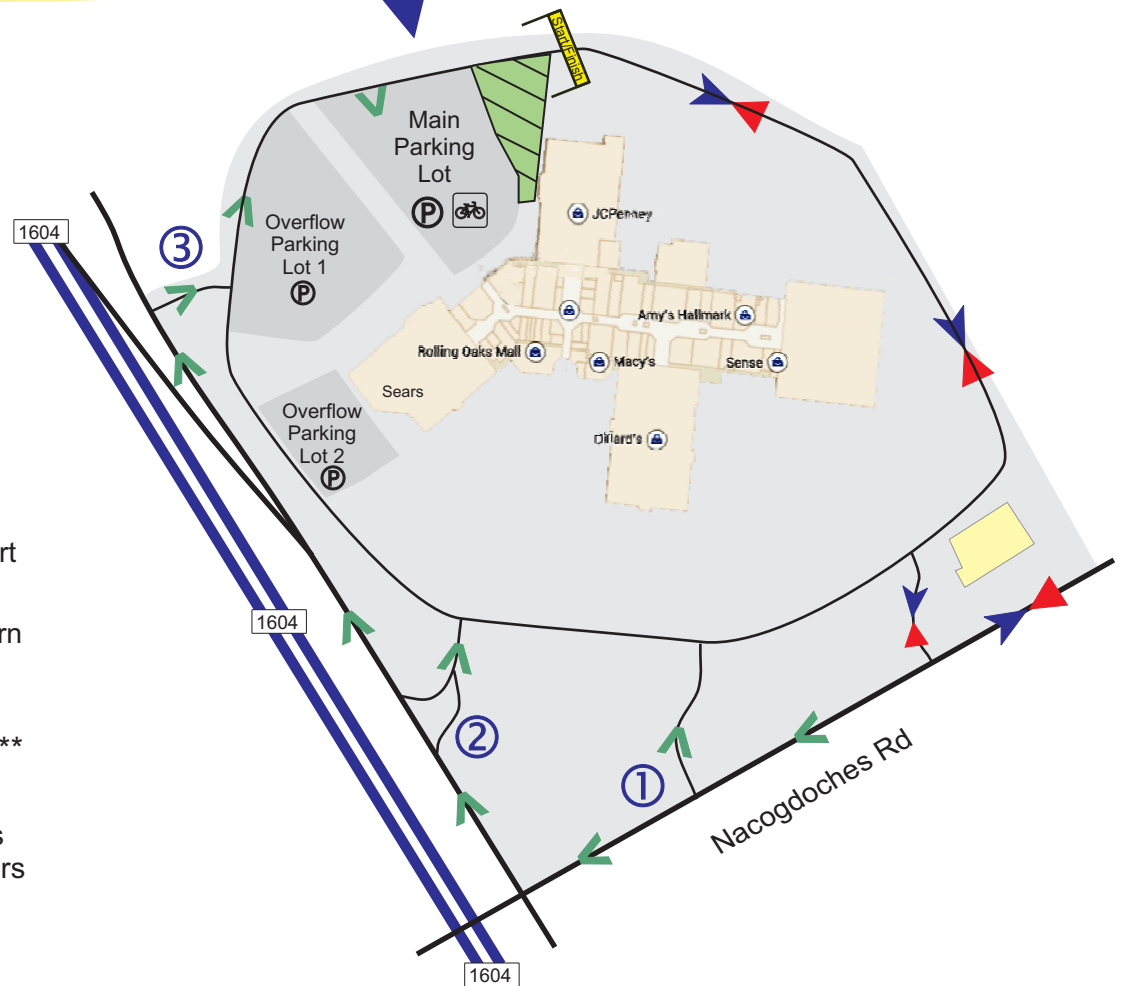 Start/Finish
Main
Parking
Lot
P
JCPenney
1604
3
Overflow
Parking
Lot 1
P
Amy's Hallmark
Rolling Oaks Mall
Macy's
Sense
Sears
Overflow
Parking
Lot 2
P
Dillard's
rt
1604
rn
**
2
1
Nacogdoches Rd
s
rs
1604